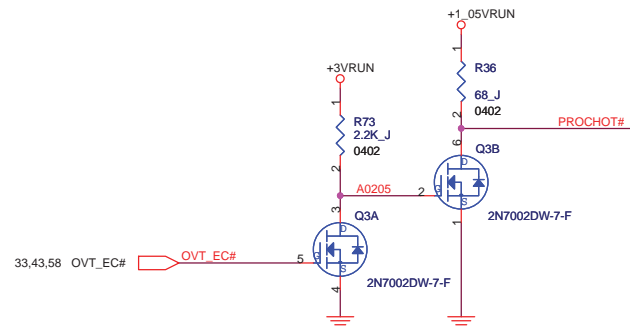 +1_05VRUN
1
R36
68_J
0402
2
PROCHOT#
+3VRUN
1
R73
2.2K_J
0402
2
6
Q3B
D
G
S
A0205
2
2N7002DW-7-F
1
3
Q3A
D
G
S
33,43,58 OVT_EC#
OVT_EC#
5
2N7002DW-7-F
4